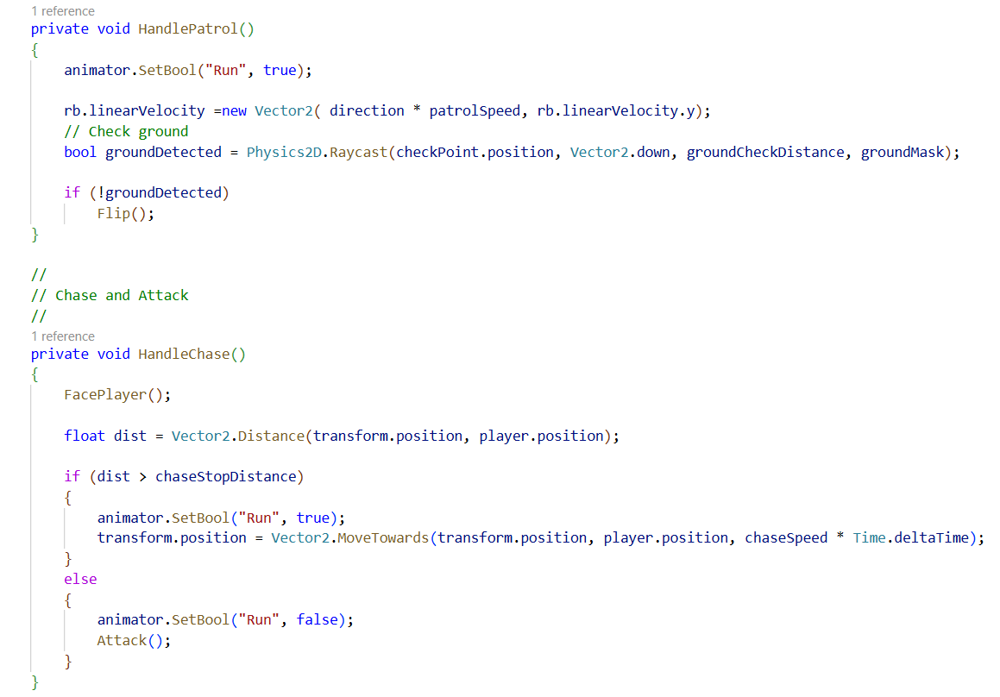 1 reference
private void HandlePatrol()
{
    animator.SetBool("Run", true);

    rb.linearVelocity =new Vector2( direction * patrolSpeed, rb.linearVelocity.y);
    // Check ground
    bool groundDetected = Physics2D.Raycast(checkPoint.position, Vector2.down, groundCheckDistance, groundMask);

    if (!groundDetected)
        Flip();
}

//
// Chase and Attack
//
1 reference
private void HandleChase()
{
    FacePlayer();

    float dist = Vector2.Distance(transform.position, player.position);

    if (dist > chaseStopDistance)
    {
        animator.SetBool("Run", true);
        transform.position = Vector2.MoveTowards(transform.position, player.position, chaseSpeed * Time.deltaTime);
    }
    else
    {
        animator.SetBool("Run", false);
        Attack();
    }
}